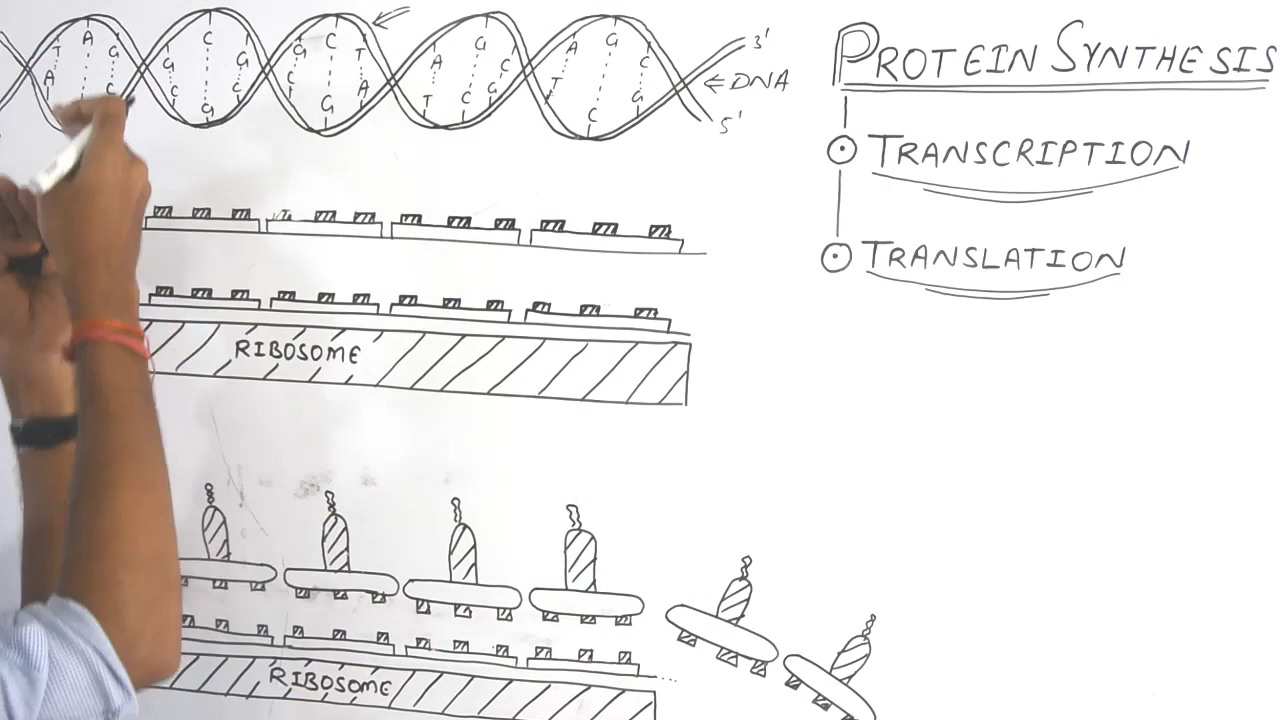 PROTEIN SYNTHESIS
TRANSCRIPTION
TRANSLATION
T A G C G G C T A G C A G C
A C G C C G C G A T C G T C G
3'
← DNA
5'
RIBOSOME
RIBOSOME